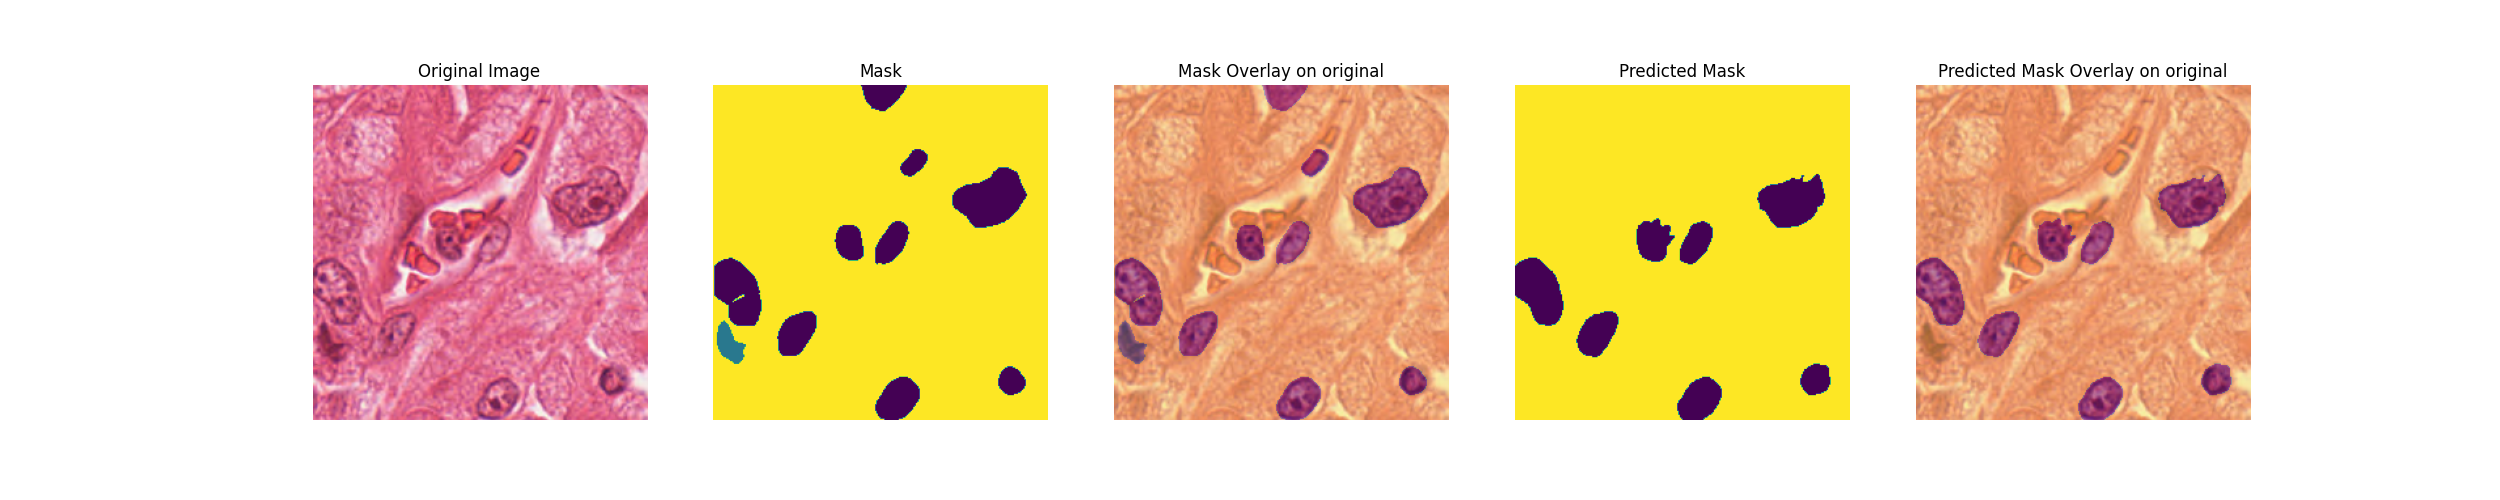 Original Image
Mask
Mask Overlay on original
Predicted Mask
Predicted Mask Overlay on original